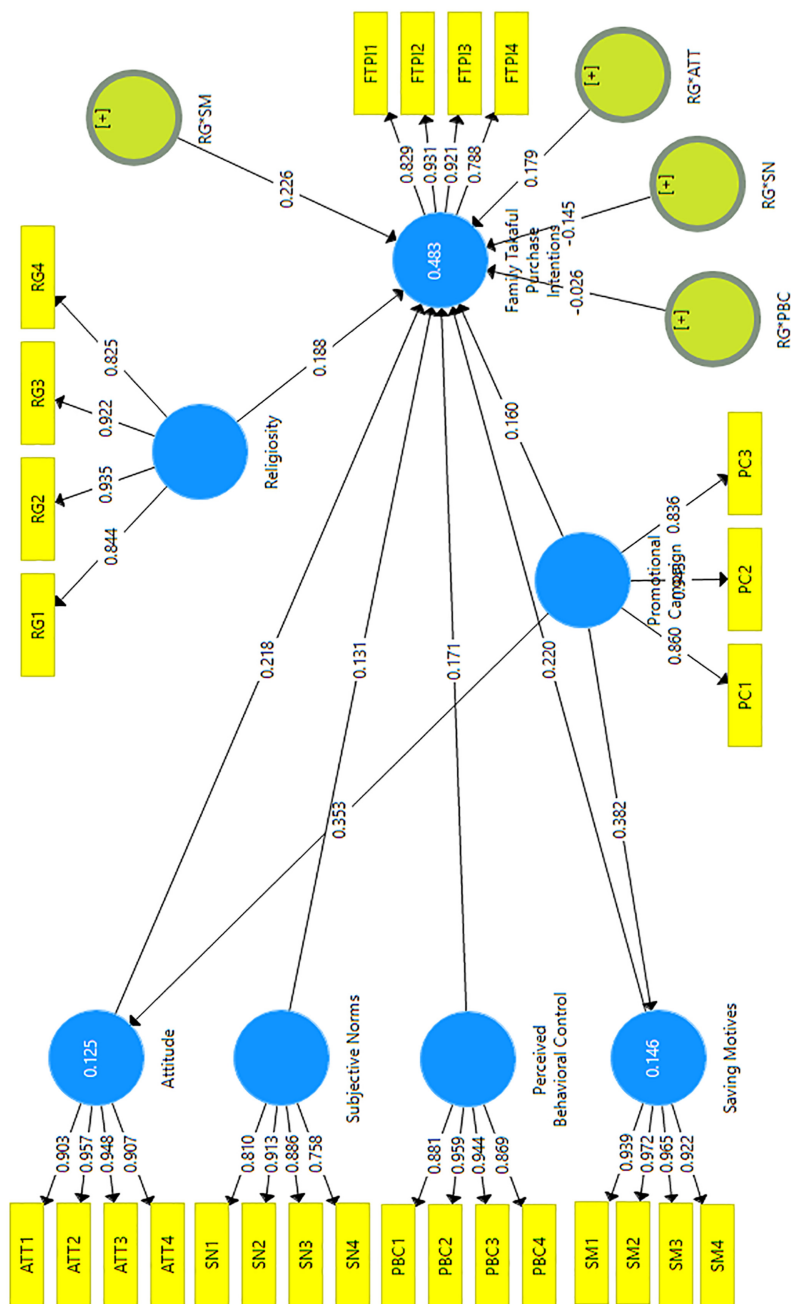 ATT1
ATT2
ATT3
ATT4
0.903
0.957
0.948
0.907
0.125
Attitude
SN1
SN2
SN3
SN4
0.810
0.913
0.886
0.758
Subjective Norms
PBC1
PBC2
PBC3
PBC4
0.881
0.959
0.944
0.869
Perceived
Behavioral Control
SM1
SM2
SM3
SM4
0.939
0.972
0.965
0.922
0.146
Saving Motives
0.218
0.131
0.353
0.171
0.220
0.382
0.160
RG1
RG2
RG3
RG4
0.844
0.935
0.922
0.825
Religiosity
0.188
Promotional
Campaign
0.860
0.836
PC1
PC2
PC3
[+]
RG*SM
0.226
0.483
Family Takaful
Purchase
Intentions
0.829
0.931
0.921
0.788
FTPI1
FTPI2
FTPI3
FTPI4
0.179
[+]
RG*ATT
-0.145
[+]
RG*SN
-0.026
[+]
RG*PBC